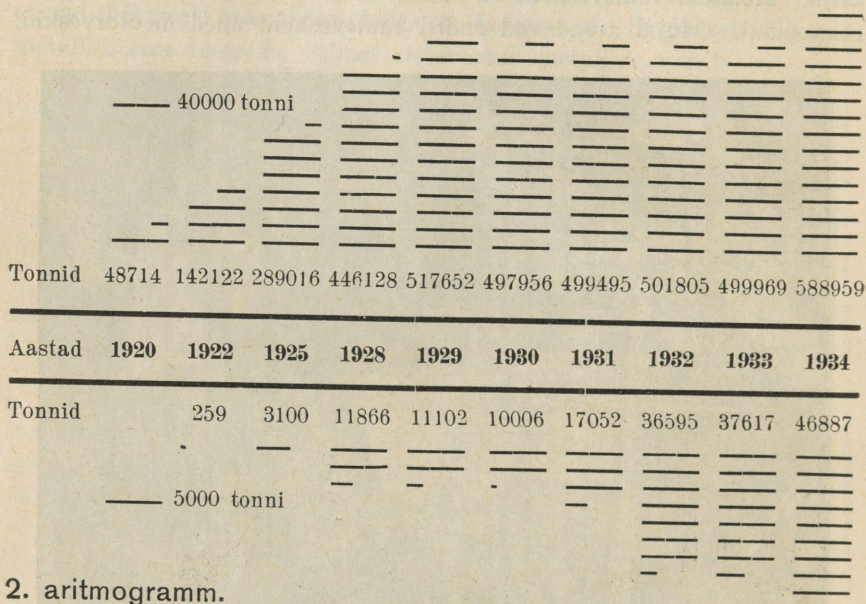 40000 tonni
Tonnid 48714 142122 289016 446128 517652 497956 499495 501805 499969 588959
Aastad 1920 1922 1925 1928 1929 1930 1931 1932 1933 1934
Tonnid 259 3100 11866 11102 10006 17052 36595 37617 46887
5000 tonni
2. aritmogramm.